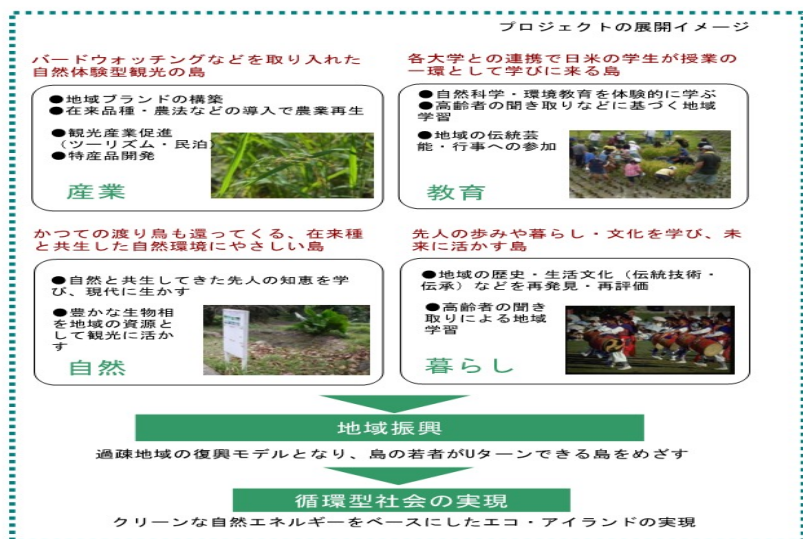 プロジェクトの展開イメージ
バードウォッチングなどを取り入れた
自然体験型観光の島
●地域ブランドの構築
●在来品種・農法などの導入で農業再生
●観光産業促進
（ツーリズム・民泊）
●特産品開発
産業
各大学との連携で日米の学生が授業の
一環として学びに来る島
●自然科学・環境教育を体験的に学ぶ
●高齢者の聞き取りなどに基づく地域
学習
●地域の伝統芸
能・行事への参加
教育
かつての渡り鳥も還ってくる、在来種
と共生した自然環境にやさしい島
●自然と共生してきた先人の知恵を学
び、現代に生かす
●豊かな生物相
を地域の資源と
して観光に活か
す
自然
先人の歩みや暮らし・文化を学び、未
来に活かす島
●地域の歴史・生活文化（伝統技術・
伝承）などを再発見・再評価
●高齢者の聞き
取りによる地域
学習
暮らし
地域振興
過疎地域の復興モデルとなり、島の若者がUターンできる島をめざす
循環型社会の実現
クリーンな自然エネルギーをベースにしたエコ・アイランドの実現